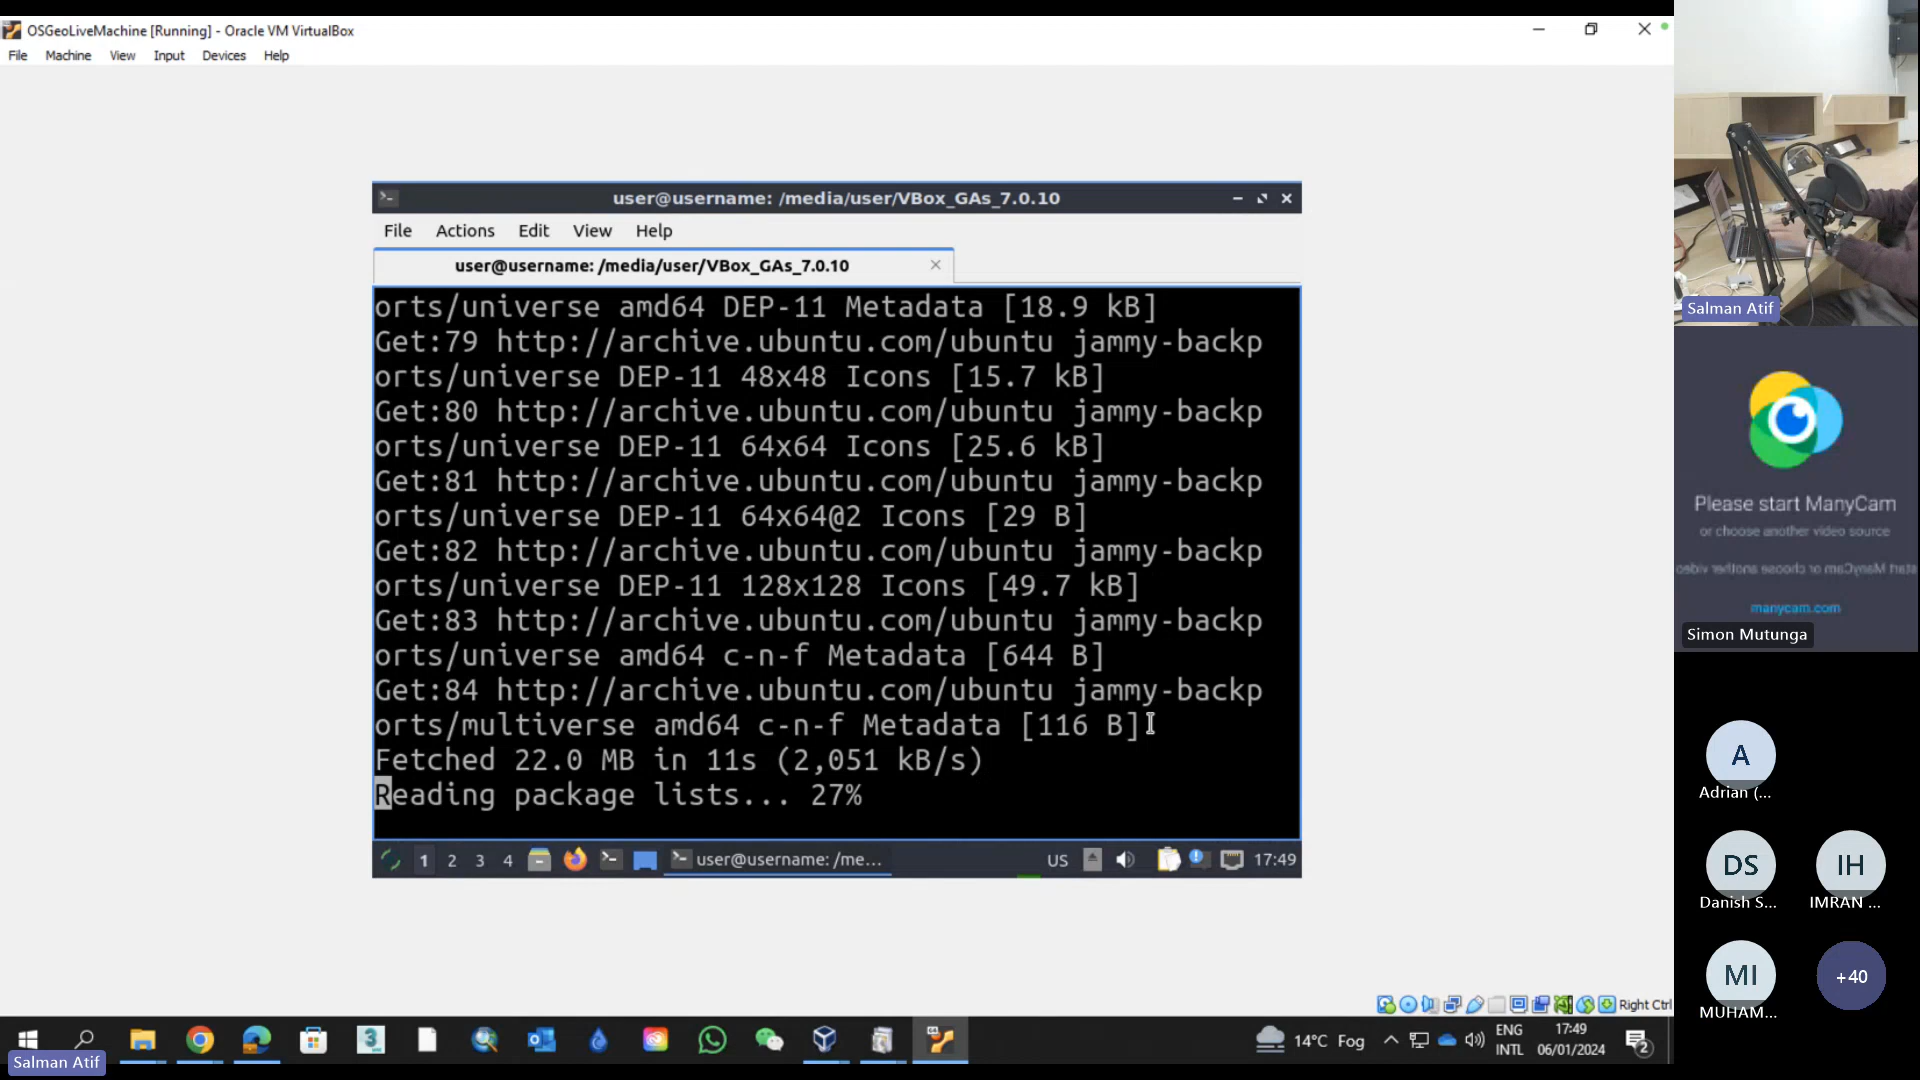 OSGeoLiveMachine [Running] - Oracle VM VirtualBox
File Machine View Input Devices Help
user@username: /media/user/VBox_GAs_7.0.10
File Actions Edit View Help
user@username: /media/user/VBox_GAs_7.0.10
orts/universe amd64 DEP-11 Metadata [18.9 kB]
Get:79 http://archive.ubuntu.com/ubuntu jammy-backp
orts/universe DEP-11 48x48 Icons [15.7 kB]
Get:80 http://archive.ubuntu.com/ubuntu jammy-backp
orts/universe DEP-11 64x64 Icons [25.6 kB]
Get:81 http://archive.ubuntu.com/ubuntu jammy-backp
orts/universe DEP-11 64x64@2 Icons [29 B]
Get:82 http://archive.ubuntu.com/ubuntu jammy-backp
orts/universe DEP-11 128x128 Icons [49.7 kB]
Get:83 http://archive.ubuntu.com/ubuntu jammy-backp
orts/universe amd64 c-n-f Metadata [644 B]
Get:84 http://archive.ubuntu.com/ubuntu jammy-backp
orts/multiverse amd64 c-n-f Metadata [116 B]
Fetched 22.0 MB in 11s (2,051 kB/s)
Reading package lists... 27%
1 2 3 4 user@username: /me... US 17:49
Right Ctrl
14°C Fog
ENG
INTL
17:49
06/01/2024
2
Salman Atif
Salman Atif
Please start ManyCam
or choose another video source
manycam.com
Simon Mutunga
A
Adrian (...
DS
Danish S...
IH
IMRAN ...
MI
MUHAM...
+40